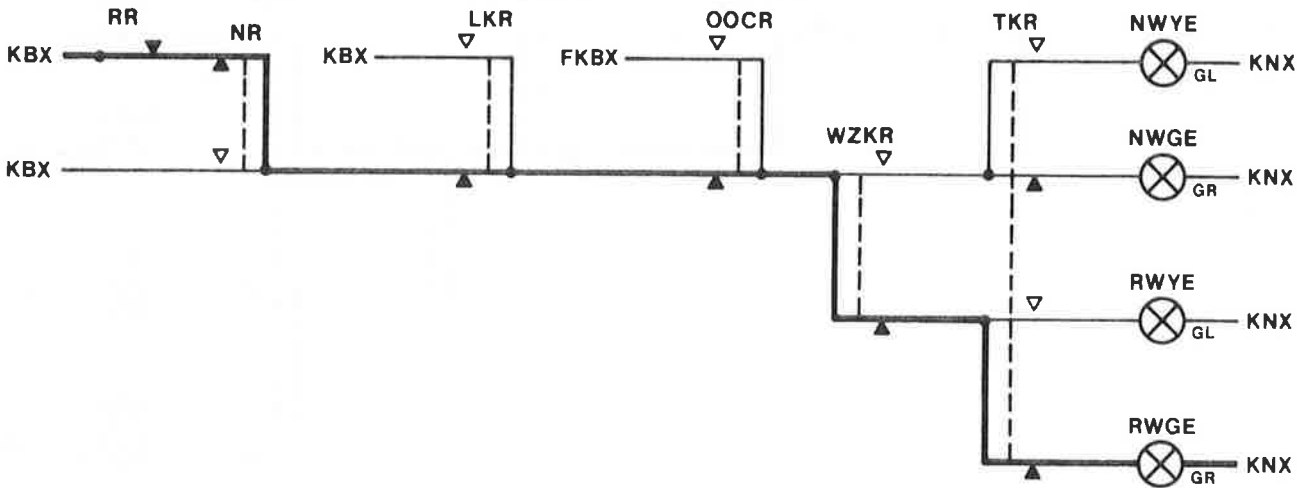 RR NR LKR OOCR TKR NWYE
KBX KBX FKBX GL KNX
WZKR NWGE
KBX GR KNX
RWYE
GL KNX
RWGE
GR KNX